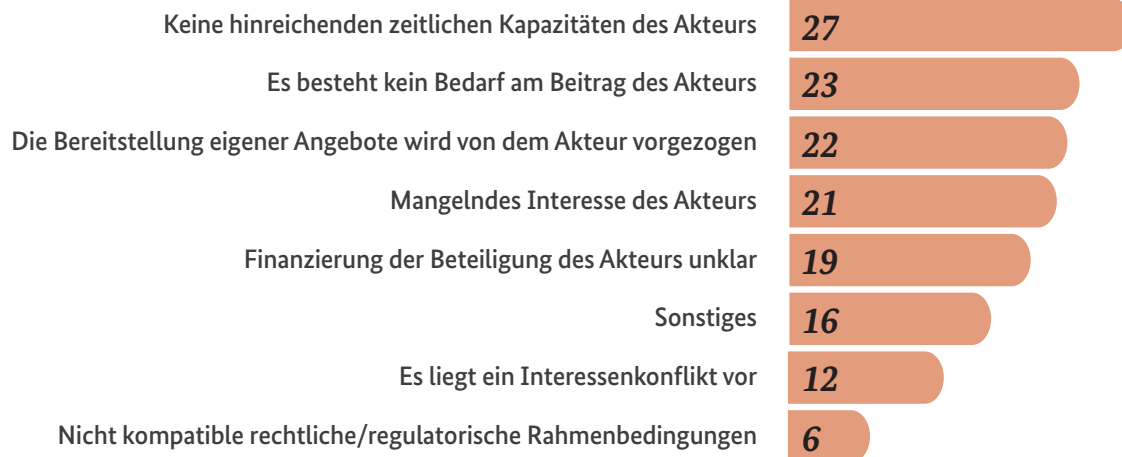 Keine hinreichenden zeitlichen Kapazitäten des Akteurs 27
Es besteht kein Bedarf am Beitrag des Akteurs 23
Die Bereitstellung eigener Angebote wird von dem Akteur vorgezogen 22
Mangelndes Interesse des Akteurs 21
Finanzierung der Beteiligung des Akteurs unklar 19
Sonstiges 16
Es liegt ein Interessenkonflikt vor 12
Nicht kompatible rechtliche/regulatorische Rahmenbedingungen 6